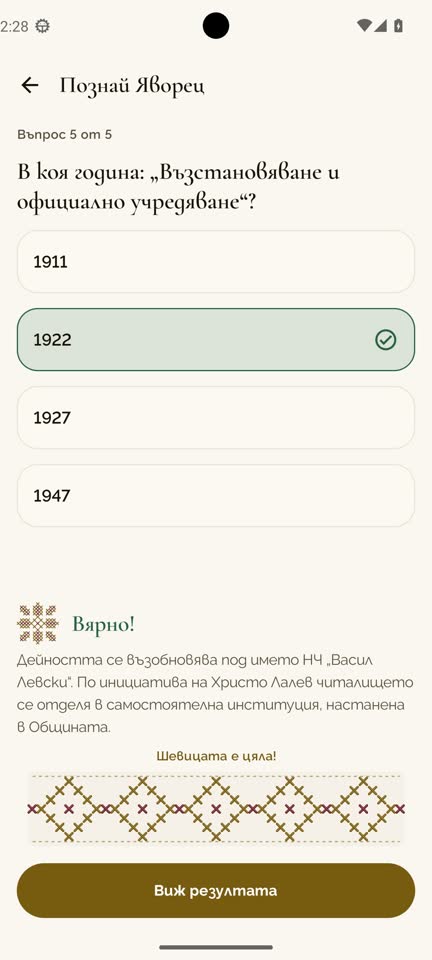 2:28
Познай Яворец
Въпрос 5 от 5
В коя година: „Възстановяване и
официално учредяване“?
1911
1922
1927
1947
Вярно!
Дейността се възобновява под името НЧ „Васил
Левски“. По инициатива на Христо Лалев читалището
се отделя в самостоятелна институция, настанена
в Общината.
Шевицата е цяла!
Виж резултата